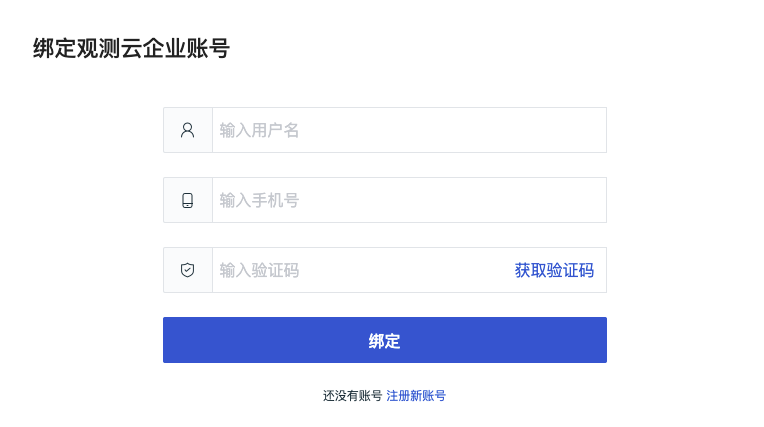 绑定观测云企业账号
输入用户名
输入手机号
输入验证码 获取验证码
绑定
还没有账号 注册新账号